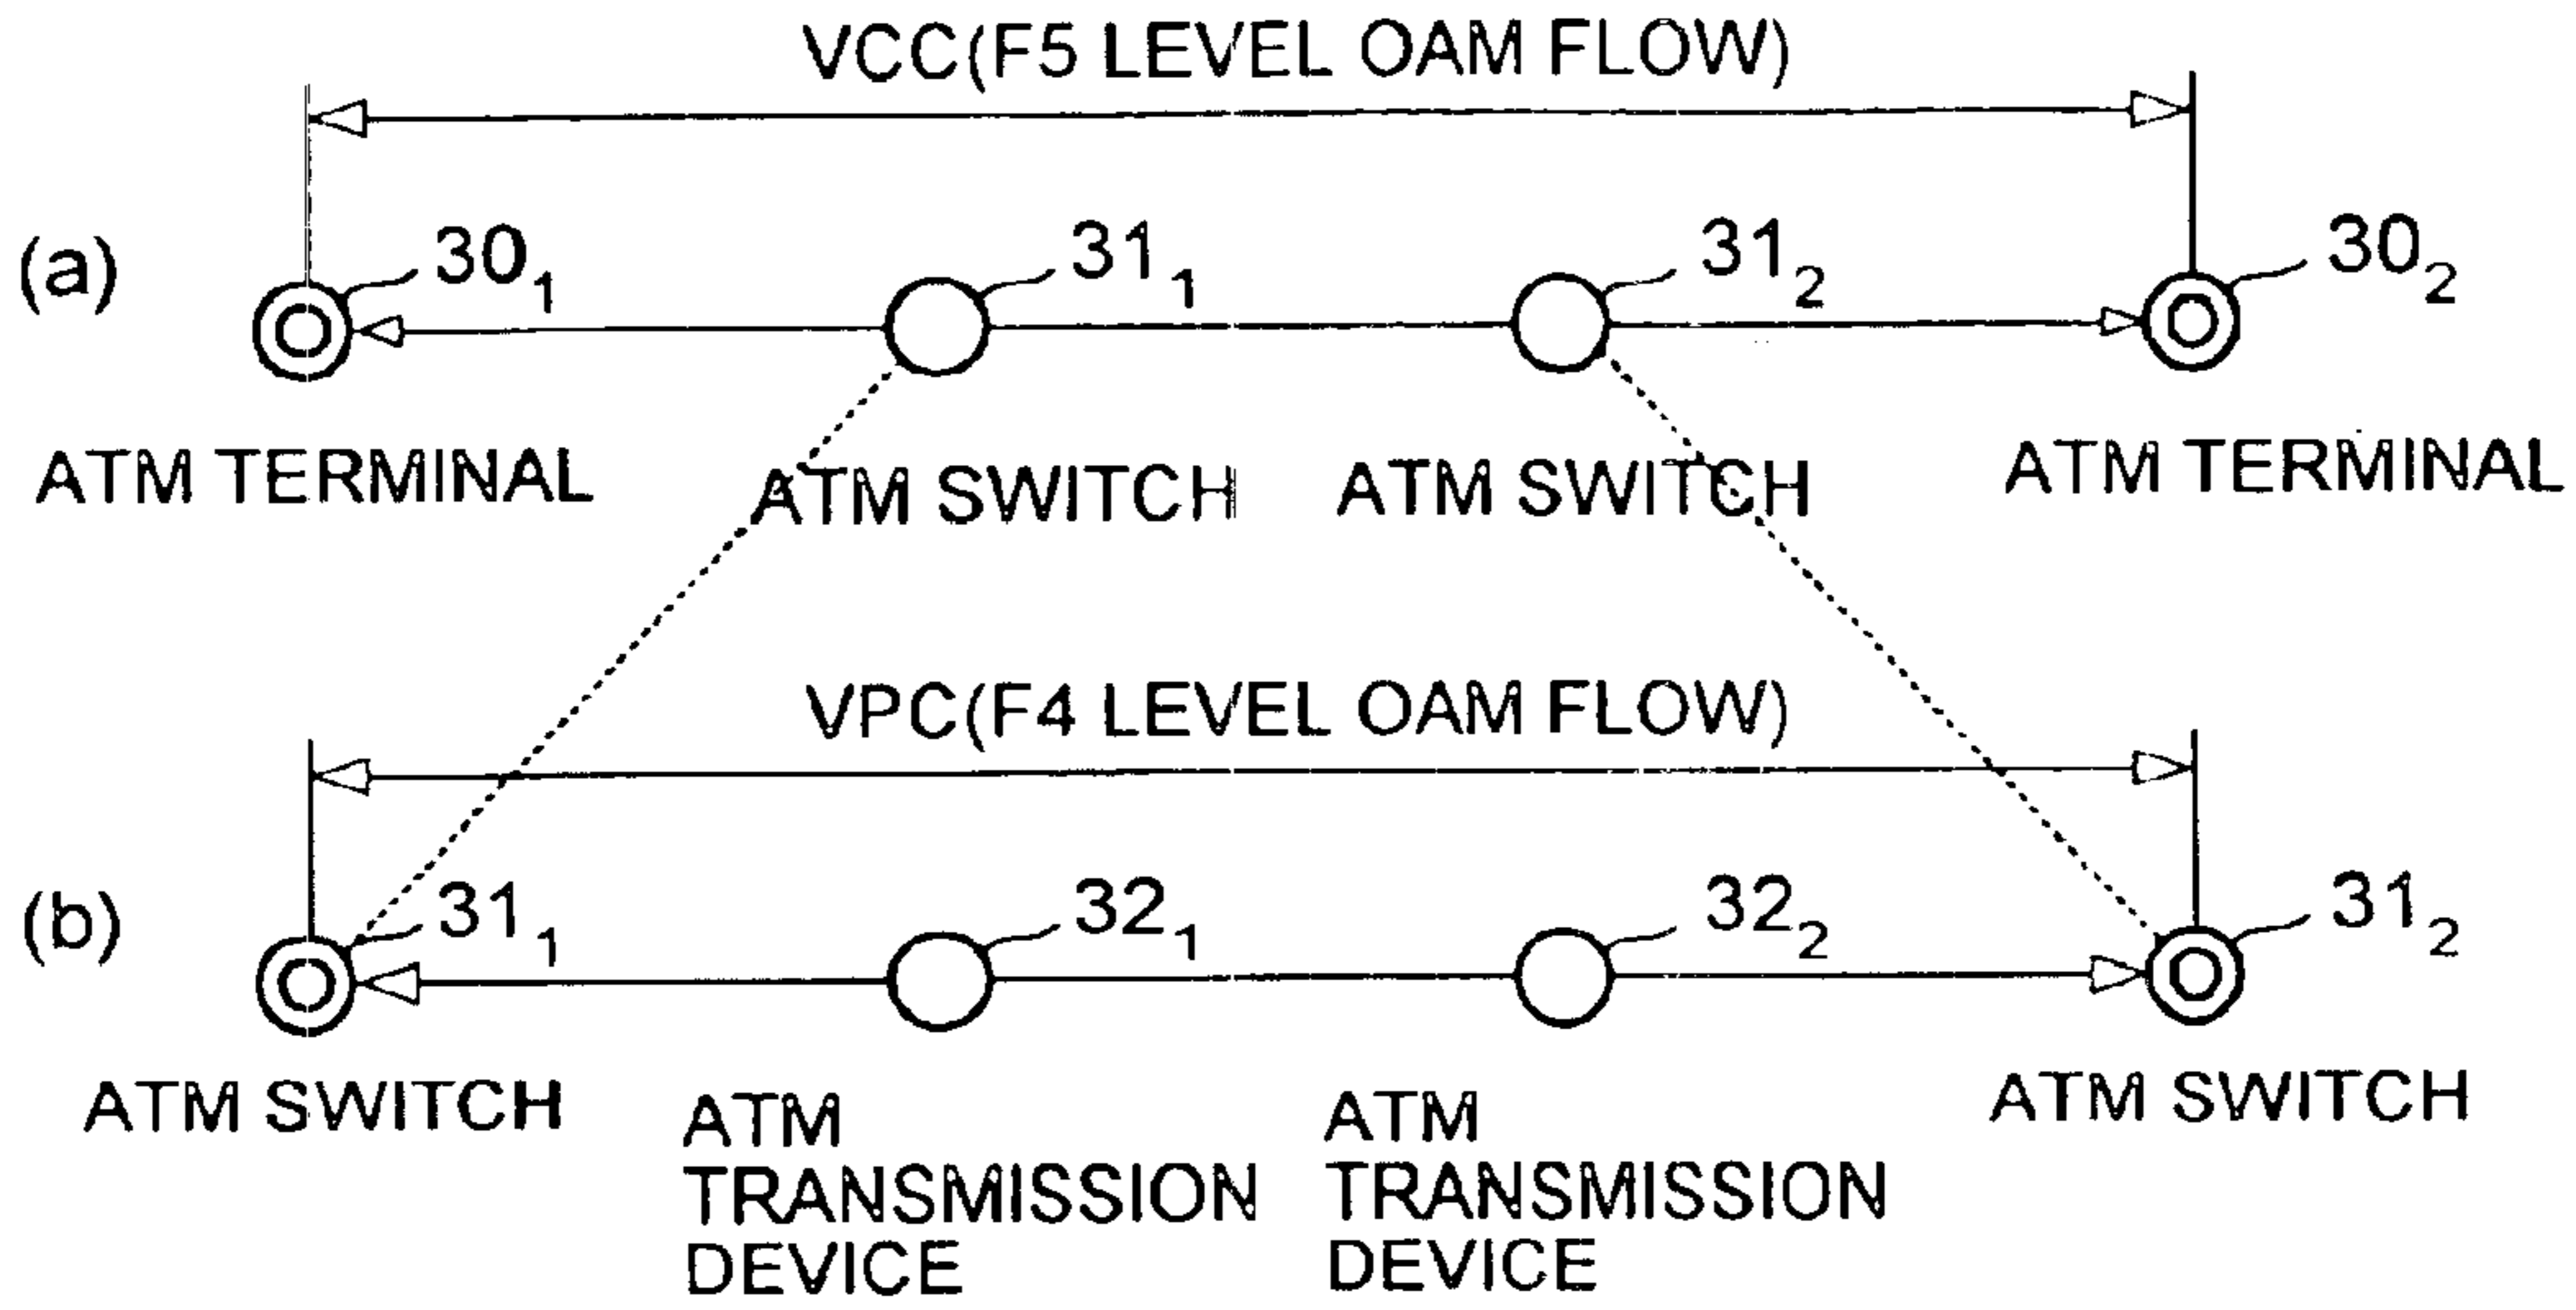 VCC(F5 LEVEL OAM FLOW)
(a)
30₁
31₁
31₂
30₂
ATM TERMINAL
ATM SWITCH
ATM SWITCH
ATM TERMINAL
VPC(F4 LEVEL OAM FLOW)
(b)
31₁
32₁
32₂
31₂
ATM SWITCH
ATM
TRANSMISSION
DEVICE
ATM
TRANSMISSION
DEVICE
ATM SWITCH